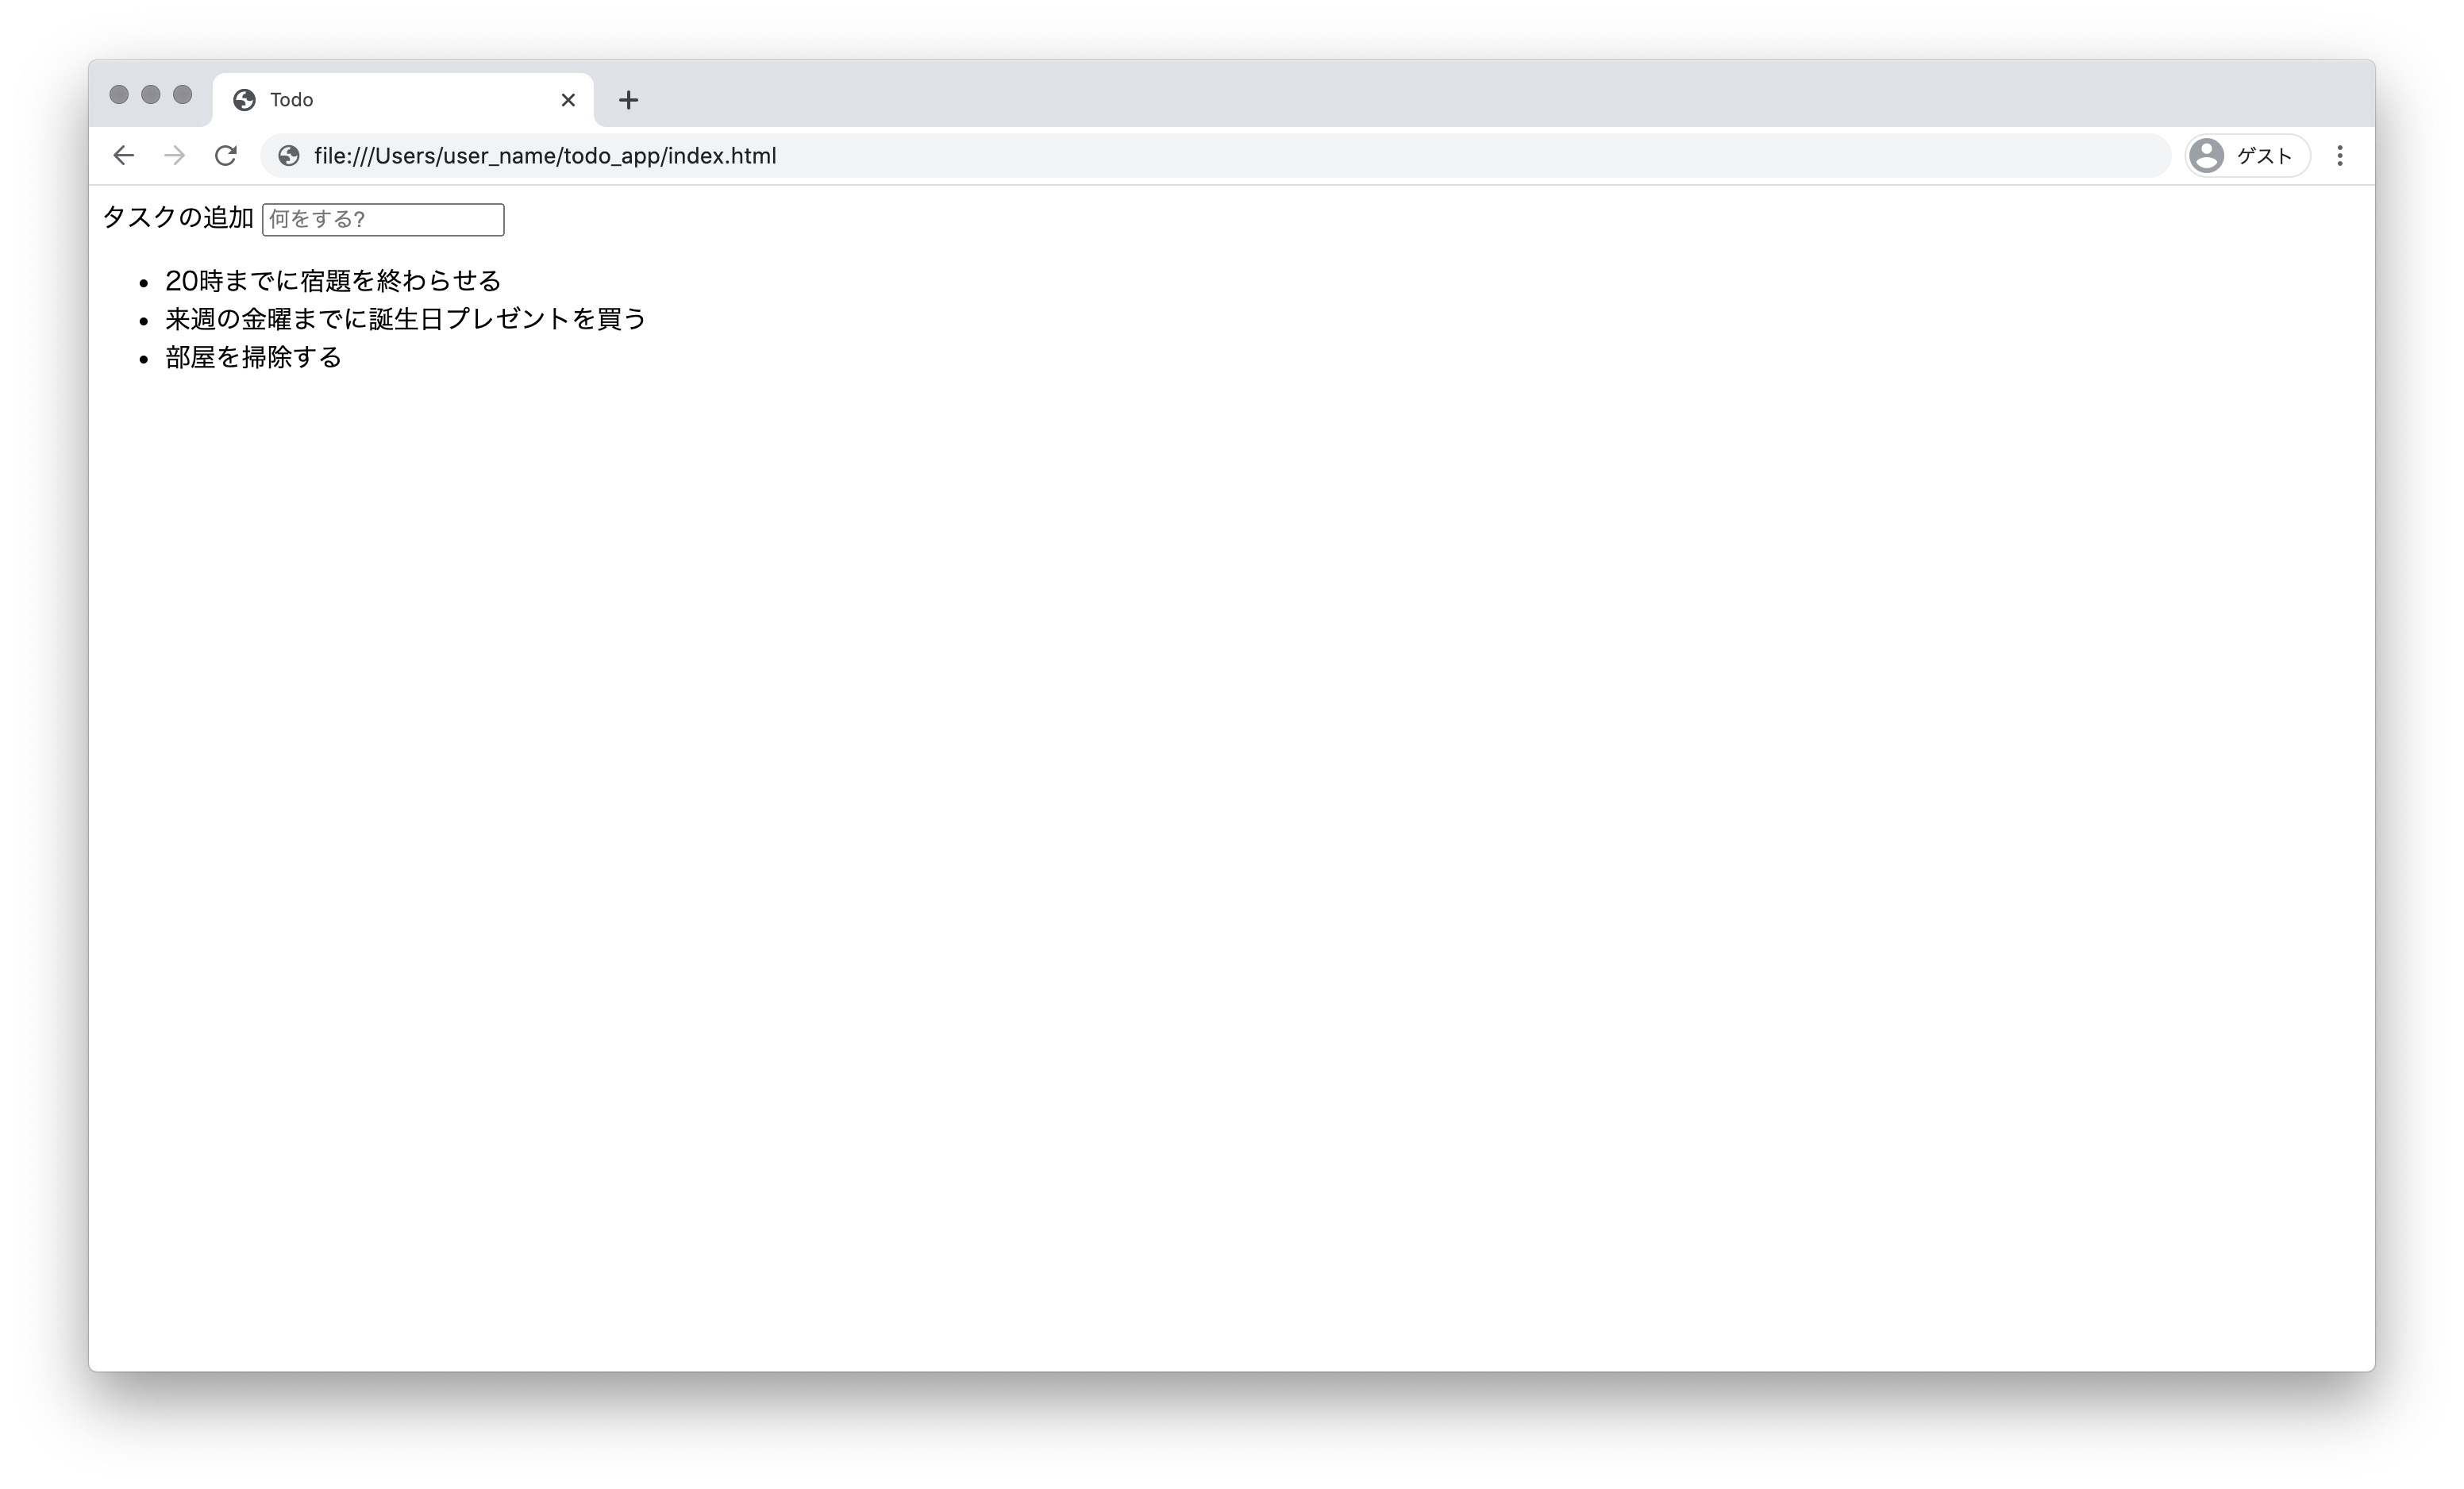 Todo
file:///Users/user_name/todo_app/index.html
ゲスト
タスクの追加 何をする?
20時までに宿題を終わらせる
来週の金曜までに誕生日プレゼントを買う
部屋を掃除する